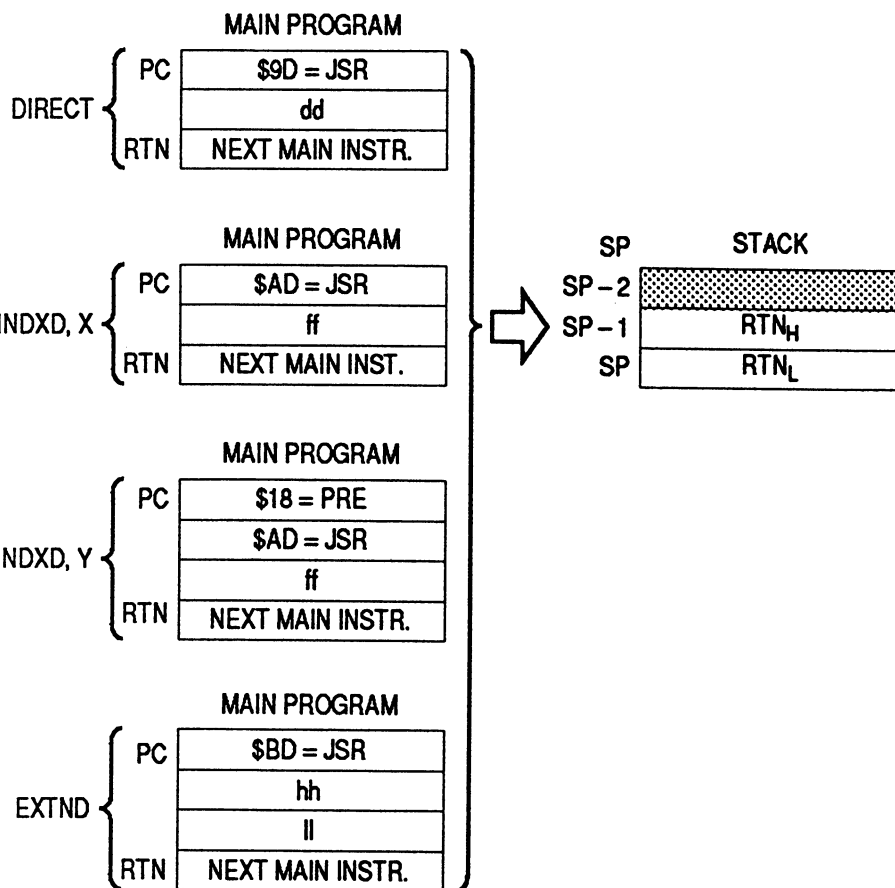 MAIN PROGRAM
PC $9D = JSR
DIRECT dd
RTN NEXT MAIN INSTR.
MAIN PROGRAM
PC $AD = JSR
INDXD, X ff
RTN NEXT MAIN INST.
MAIN PROGRAM
PC $18 = PRE
$AD = JSR
NDXD, Y ff
RTN NEXT MAIN INSTR.
MAIN PROGRAM
PC $BD = JSR
hh
EXTND ll
RTN NEXT MAIN INSTR.
SP STACK
SP – 2
SP – 1 RTNH
SP RTNL